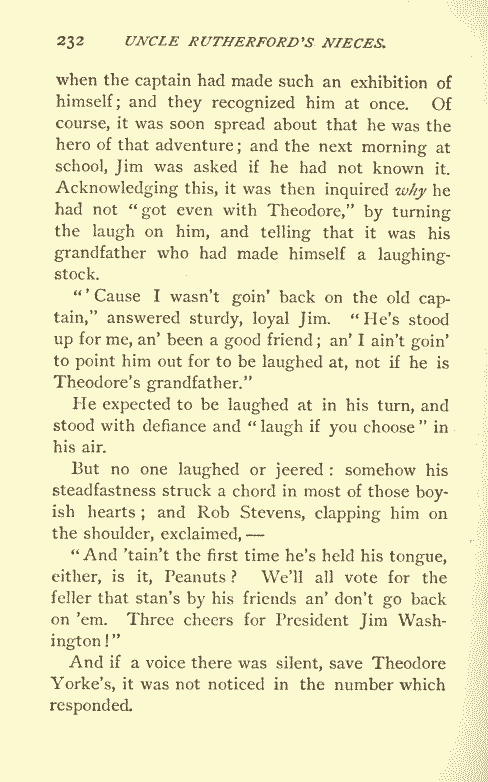 232 UNCLE RUTHERFORD'S NIECES.
when the captain had made such an exhibition of
himself; and they recognized him at once. Of
course, it was soon spread about that he was the
hero of that adventure; and the next morning at
school, Jim was asked if he had not known it.
Acknowledging this, it was then inquired why he
had not “got even with Theodore,” by turning
the laugh on him, and telling that it was his
grandfather who had made himself a laughing-
stock.
“'Cause I wasn't goin' back on the old cap-
tain,” answered sturdy, loyal Jim. “He's stood
up for me, an' been a good friend; an' I ain't goin'
to point him out for to be laughed at, not if he is
Theodore's grandfather.”
He expected to be laughed at in his turn, and
stood with defiance and “laugh if you choose” in
his air.
But no one laughed or jeered: somehow his
steadfastness struck a chord in most of those boy-
ish hearts; and Rob Stevens, clapping him on
the shoulder, exclaimed,—
“And 'tain't the first time he's held his tongue,
either, is it, Peanuts? We'll all vote for the
feller that stan's by his friends an' don't go back
on 'em. Three cheers for President Jim Wash-
ington!”
And if a voice there was silent, save Theodore
Yorke's, it was not noticed in the number which
responded.